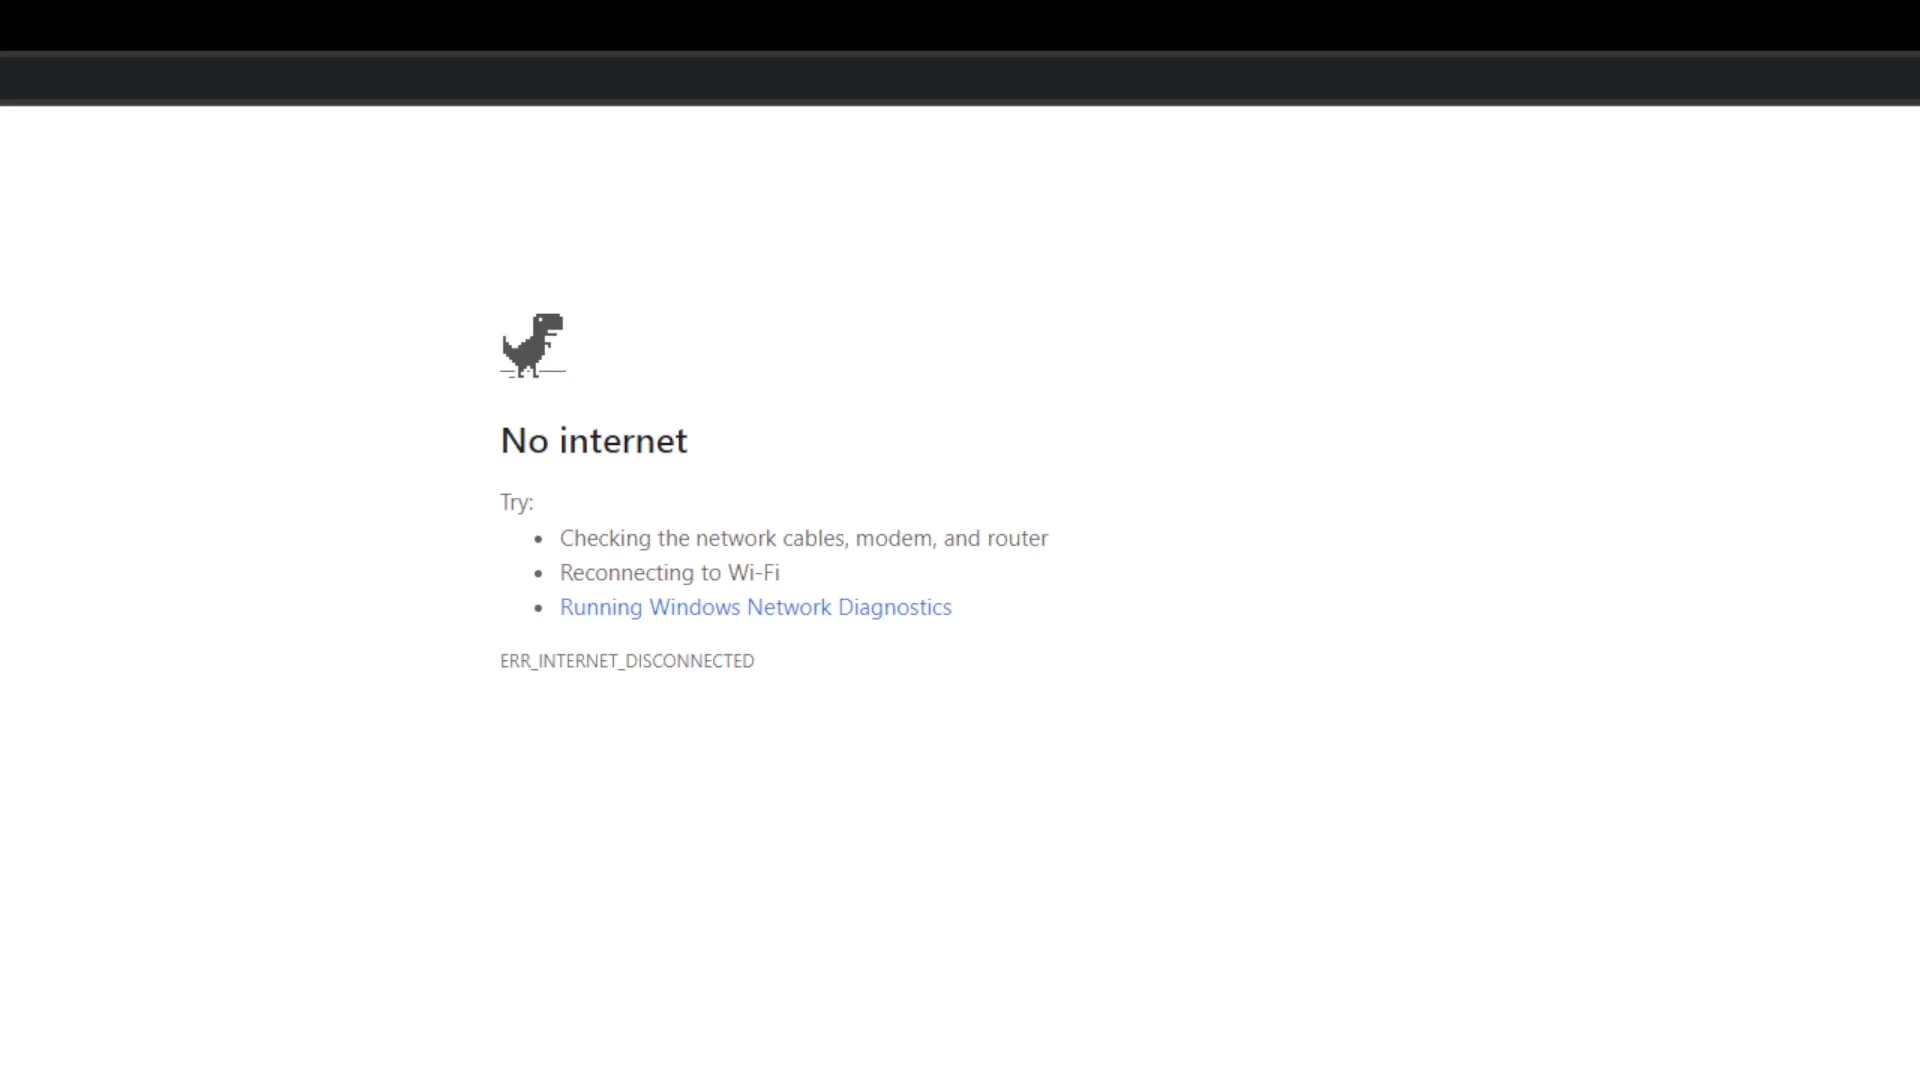 No internet
Try:
Checking the network cables, modem, and router
Reconnecting to Wi-Fi
Running Windows Network Diagnostics
ERR_INTERNET_DISCONNECTED